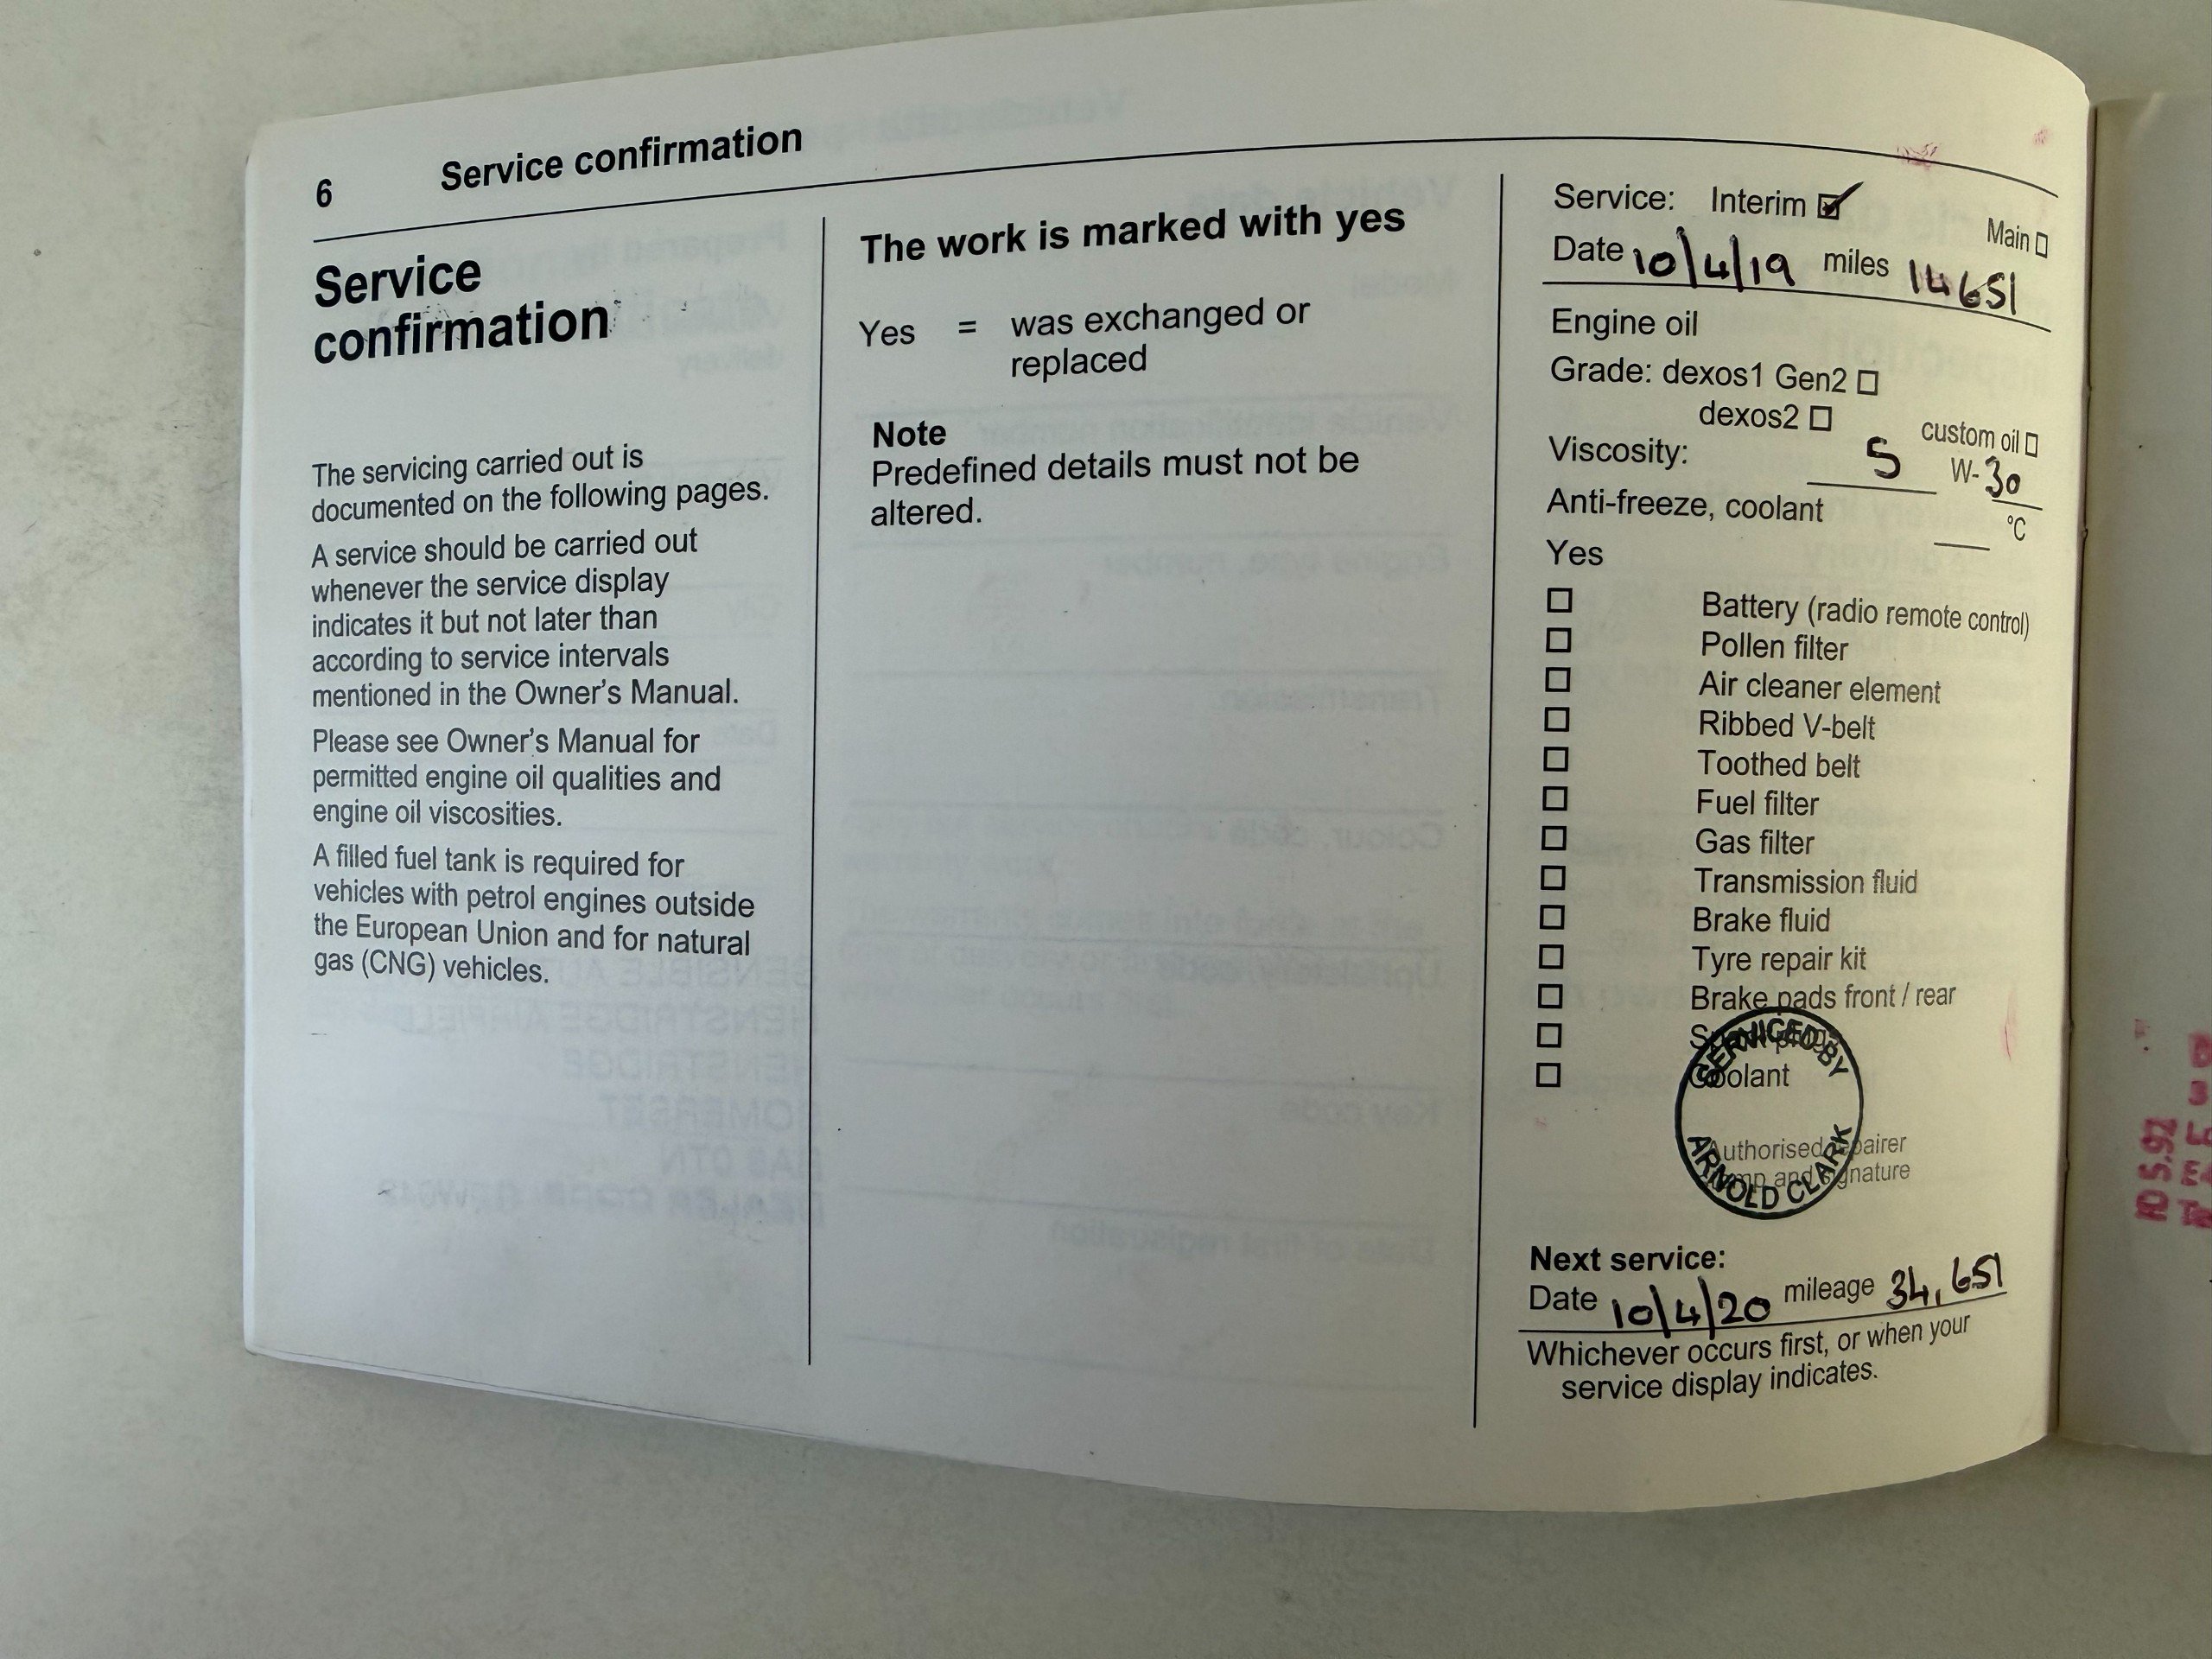 6 Service confirmation
Service
confirmation
The servicing carried out is
documented on the following pages.
A service should be carried out
whenever the service display
indicates it but not later than
according to service intervals
mentioned in the Owner's Manual.
Please see Owner's Manual for
permitted engine oil qualities and
engine oil viscosities.
A filled fuel tank is required for
vehicles with petrol engines outside
the European Union and for natural
gas (CNG) vehicles.
The work is marked with yes
Yes = was exchanged or
replaced
Note
Predefined details must not be
altered.
Service: Interim Main
Date 10/4/19 miles 14651
Engine oil
Grade: dexos1 Gen2
dexos2 custom oil
Viscosity: 5 W-30
Anti-freeze, coolant °C
Yes
Battery (radio remote control)
Pollen filter
Air cleaner element
Ribbed V-belt
Toothed belt
Fuel filter
Gas filter
Transmission fluid
Brake fluid
Tyre repair kit
Brake pads front / rear
Spark plugs
Coolant
SERVICED BY
ARNOLD CLARK
Authorised repairer
stamp and signature
Next service:
Date 10/4/20 mileage 34,651
Whichever occurs first, or when your
service display indicates.